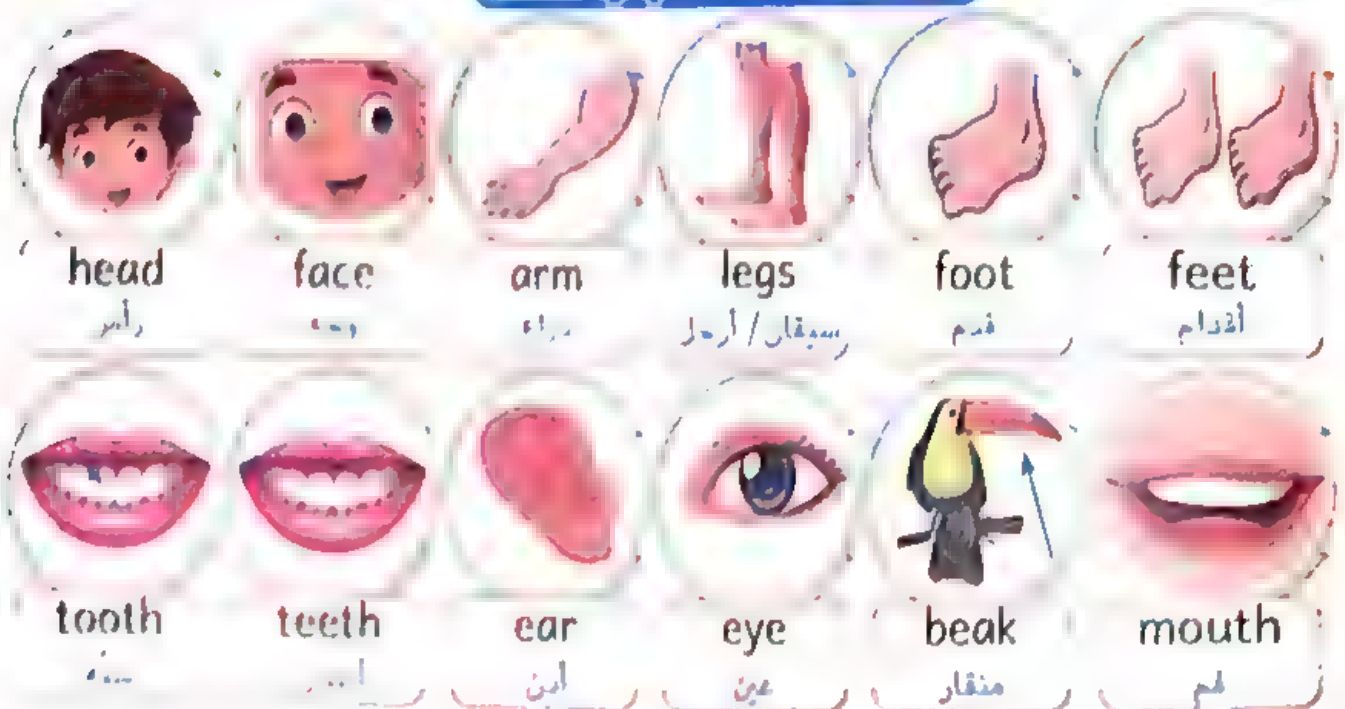 head face arm legs foot feet
رأس سيقان / أرجل قدم أقدام
tooth teeth ear eye beak mouth
عين منقار فم